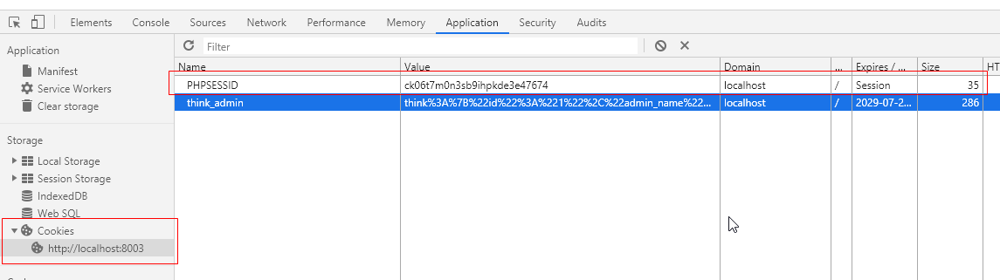 Elements Console Sources Network Performance Memory Application Security Audits
Application
Manifest
Service Workers
Clear storage
Storage
Local Storage
Session Storage
IndexedDB
Web SQL
Cookies
http://localhost:8003
Filter
Name Value Domain ... Expires / ... Size HT
PHPSESSID ck06t7m0n3sb9ihpkde3e47674 localhost / Session 35
think_admin think%3A%7B%22id%22%3A%221%22%2C%22admin_name%22... localhost / 2029-07-2... 286